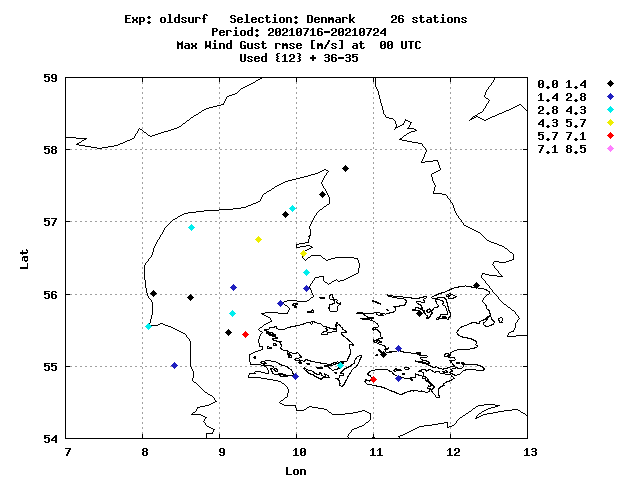 Exp: oldsurf Selection: Denmark 26 stations
Period: 20210716-20210724
Max Wind Gust rmse [m/s] at 00 UTC
Used {12} + 36-35
0.0 1.4
1.4 2.8
2.8 4.3
4.3 5.7
5.7 7.1
7.1 8.5
59
58
57
56
55
54
Lat
7 8 9 10 11 12 13
Lon